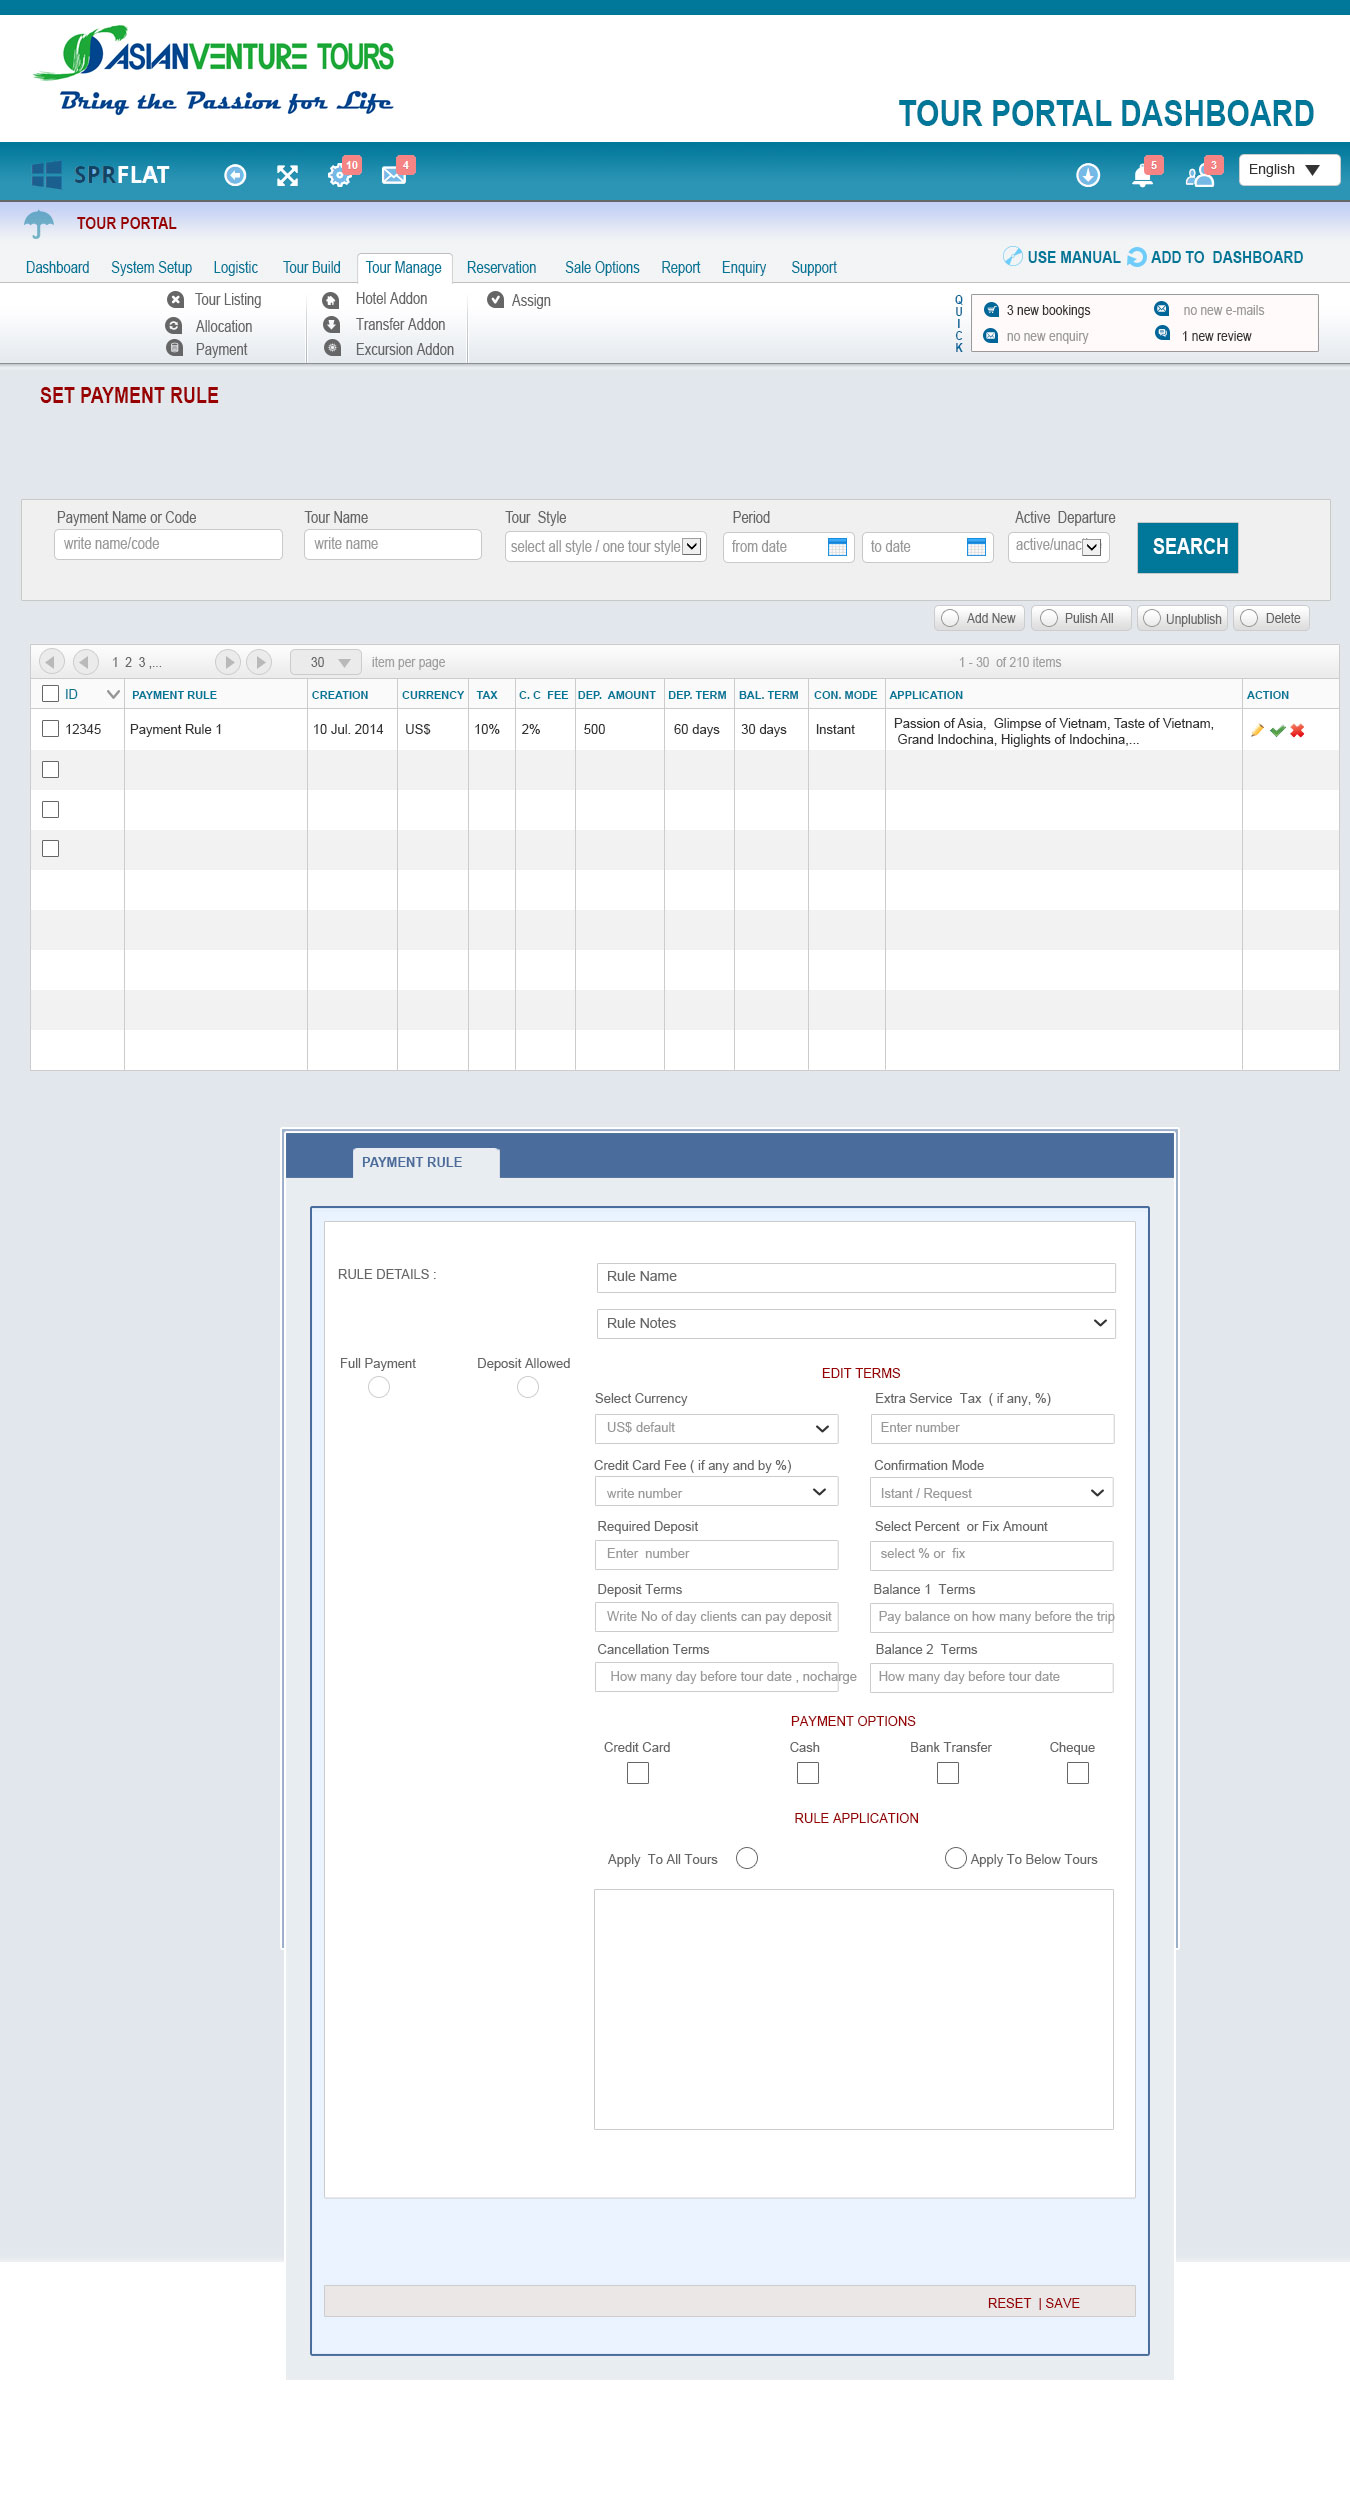 ASIANVENTURE TOURS
Bring the Passion for Life
TOUR PORTAL DASHBOARD
SPRFLAT 10 4 5 3 English
TOUR PORTAL
USE MANUAL ADD TO DASHBOARD
Dashboard System Setup Logistic Tour Build Tour Manage Reservation Sale Options Report Enquiry Support
Tour Listing Hotel Addon Assign
Allocation Transfer Addon
Payment Excursion Addon
QUICK
3 new bookings no new e-mails
no new enquiry 1 new review
SET PAYMENT RULE
Payment Name or Code Tour Name Tour Style Period Active Departure
write name/code write name select all style / one tour style from date to date active/unac
SEARCH
Add New Pulish All Unplublish Delete
1 2 3 ,... 30 item per page 1 - 30 of 210 items
ID PAYMENT RULE CREATION CURRENCY TAX C. C FEE DEP. AMOUNT DEP. TERM BAL. TERM CON. MODE APPLICATION ACTION
12345 Payment Rule 1 10 Jul. 2014 US$ 10% 2% 500 60 days 30 days Instant Passion of Asia, Glimpse of Vietnam, Taste of Vietnam,
Grand Indochina, Higlights of Indochina,...
PAYMENT RULE
RULE DETAILS : Rule Name
Rule Notes
Full Payment Deposit Allowed
EDIT TERMS
Select Currency Extra Service Tax ( if any, %)
US$ default Enter number
Credit Card Fee ( if any and by %) Confirmation Mode
write number Istant / Request
Required Deposit Select Percent or Fix Amount
Enter number select % or fix
Deposit Terms Balance 1 Terms
Write No of day clients can pay deposit Pay balance on how many before the trip
Cancellation Terms Balance 2 Terms
How many day before tour date , nocharge How many day before tour date
PAYMENT OPTIONS
Credit Card Cash Bank Transfer Cheque
RULE APPLICATION
Apply To All Tours Apply To Below Tours
RESET | SAVE